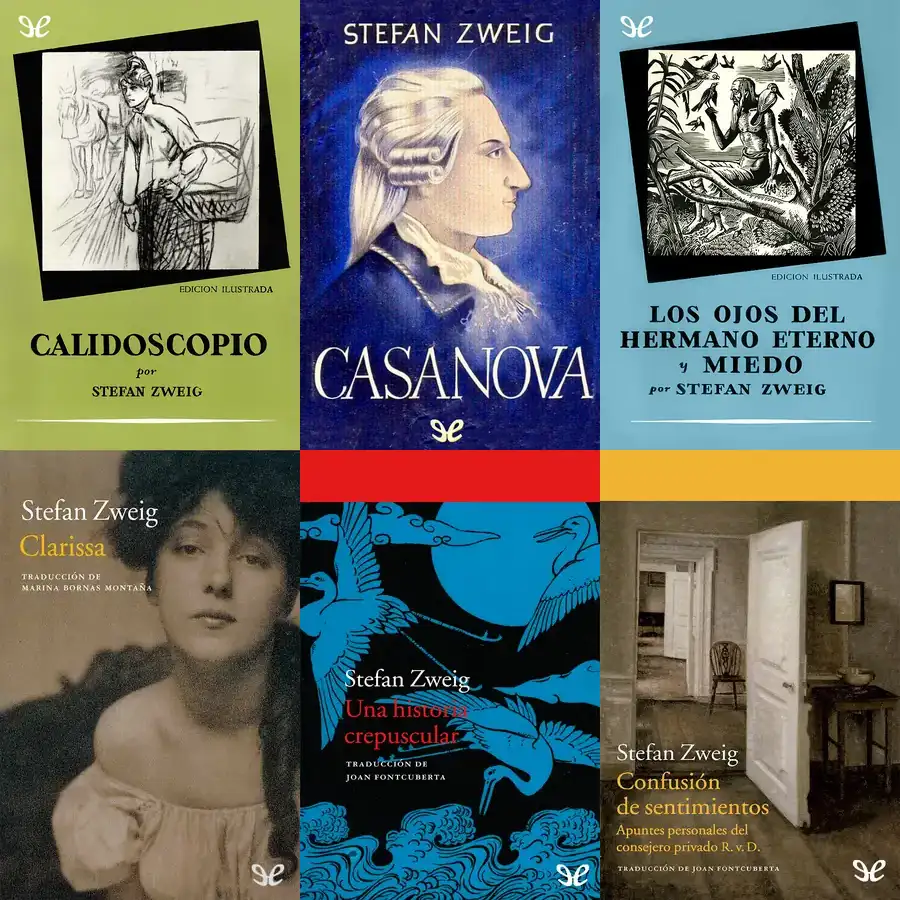 EDICION ILUSTRADA
CALIDOSCOPIO
por
STEFAN ZWEIG
STEFAN ZWEIG
CASANOVA
EDICION ILUSTRADA
LOS OJOS DEL
HERMANO ETERNO
y MIEDO
por STEFAN ZWEIG
Stefan Zweig
Clarissa
TRADUCCIÓN DE
MARINA BORNAS MONTAÑA
Stefan Zweig
Una historia
crepuscular
TRADUCCIÓN DE
JOAN FONTCUBERTA
Stefan Zweig
Confusión
de sentimientos
Apuntes personales del
consejero privado R. v. D.
TRADUCCIÓN DE JOAN FONTCUBERTA